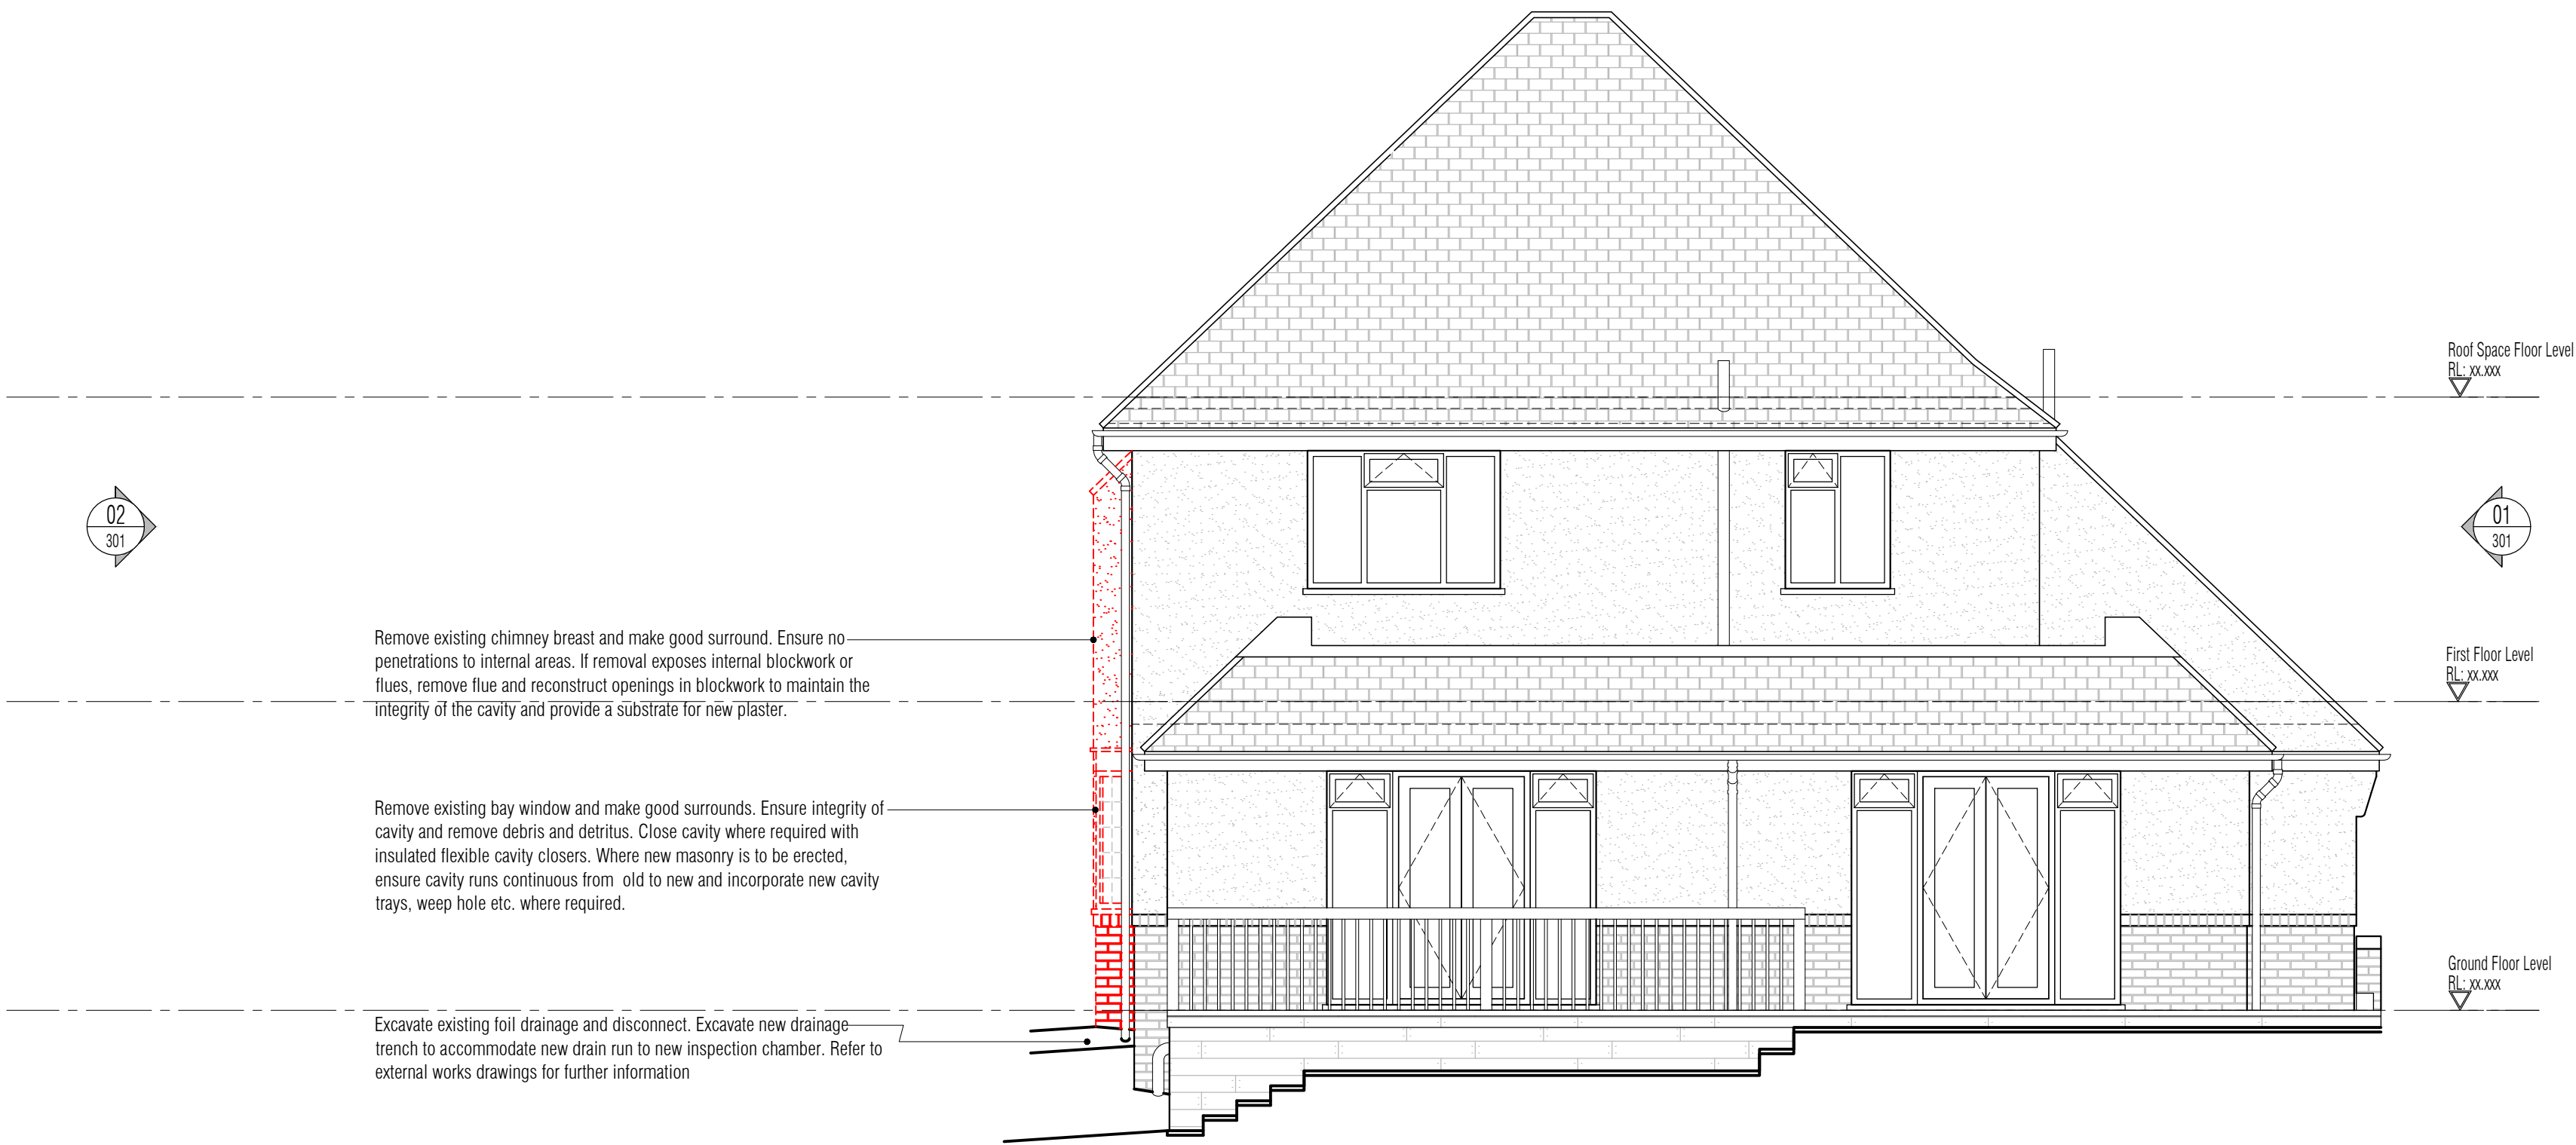 Roof Space Floor Level
RL: xx.xxx
02
301
01
301
Remove existing chimney breast and make good surround. Ensure no
penetrations to internal areas. If removal exposes internal blockwork or
flues, remove flue and reconstruct openings in blockwork to maintain the
integrity of the cavity and provide a substrate for new plaster.
First Floor Level
RL: xx.xxx
Remove existing bay window and make good surrounds. Ensure integrity of
cavity and remove debris and detritus. Close cavity where required with
insulated flexible cavity closers. Where new masonry is to be erected,
ensure cavity runs continuous from old to new and incorporate new cavity
trays, weep hole etc. where required.
Ground Floor Level
RL: xx.xxx
Excavate existing foil drainage and disconnect. Excavate new drainage
trench to accommodate new drain run to new inspection chamber. Refer to
external works drawings for further information